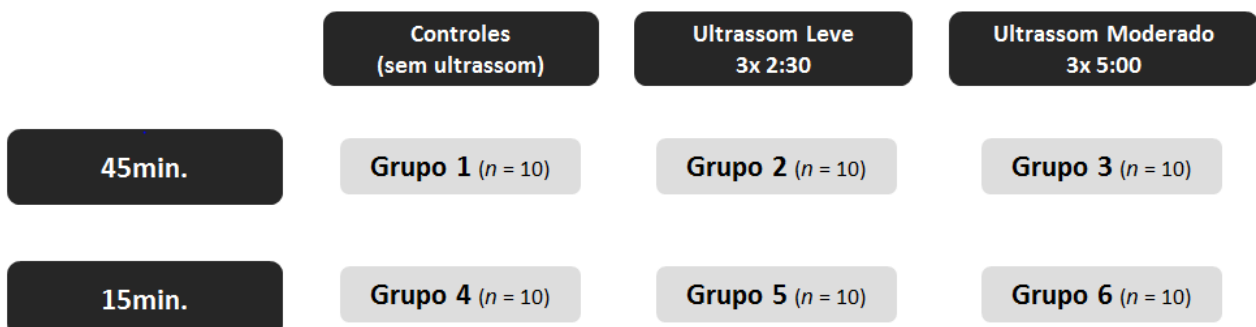 Controles
(sem ultrassom)
Ultrassom Leve
3x 2:30
Ultrassom Moderado
3x 5:00
45min.
Grupo 1 (n = 10)
Grupo 2 (n = 10)
Grupo 3 (n = 10)
15min.
Grupo 4 (n = 10)
Grupo 5 (n = 10)
Grupo 6 (n = 10)